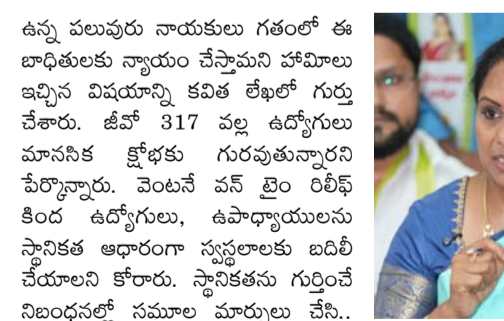 ఉన్న పలువురు నాయకులు గతంలో ఈ
బాధితులకు న్యాయం చేస్తామని హామీలు
ఇచ్చిన విషయాన్ని కవిత లేఖలో గుర్తు
చేశారు. జీవో 317 వల్ల ఉద్యోగులు
మానసిక క్షోభకు గురవుతున్నారని
పేర్కొన్నారు. వెంటనే వన్ టైం రిలీఫ్
కింద ఉద్యోగులు, ఉపాధ్యాయులను
స్థానికత ఆధారంగా స్వస్థలాలకు బదిలీ
చేయాలని కోరారు. స్థానికతను గుర్తించే
నిబంధనల్లో సమూల మార్పులు చేసి..